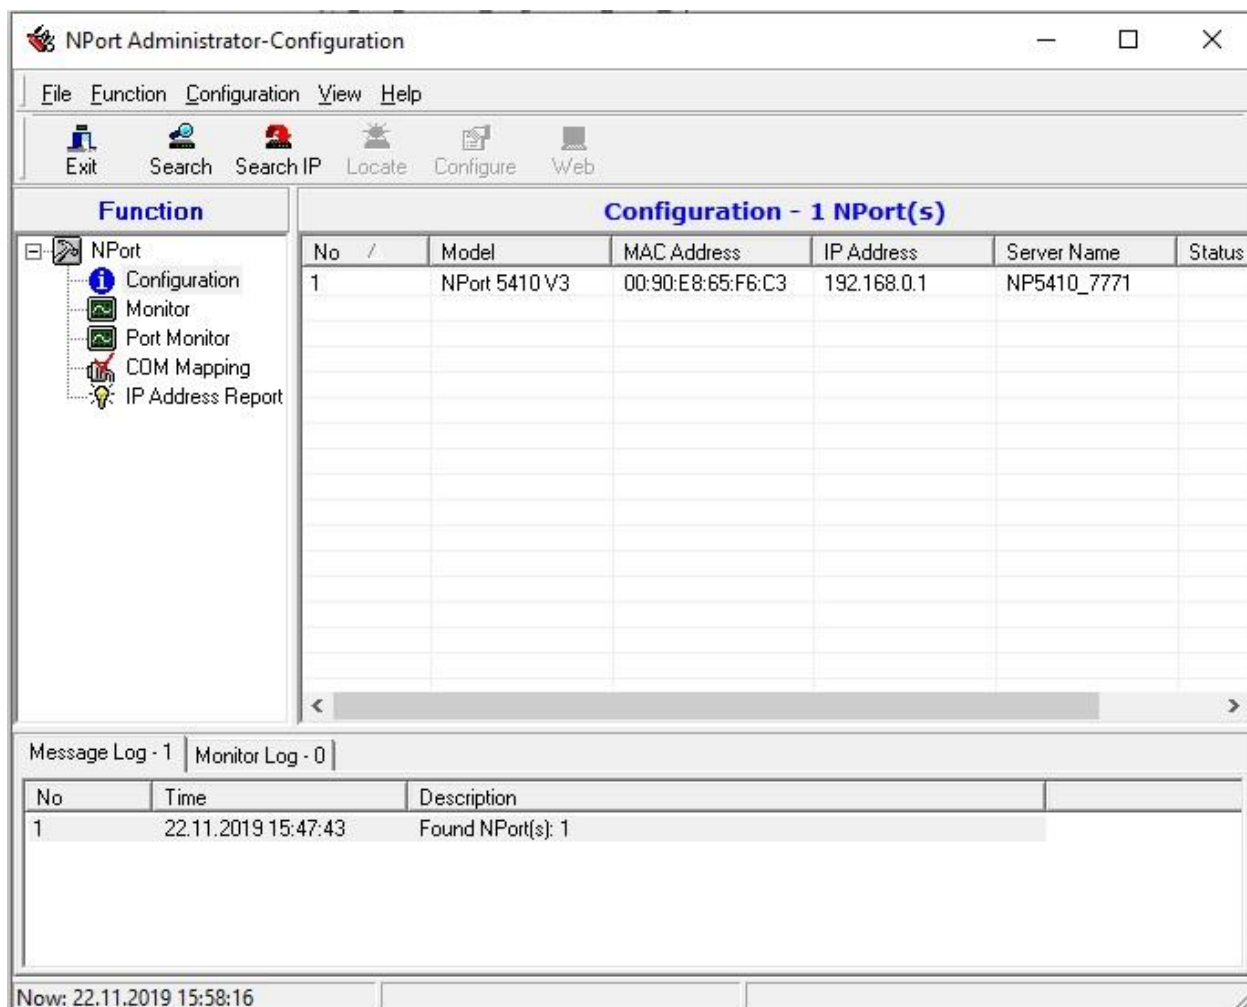 NPort Administrator-Configuration
File Function Configuration View Help
Exit Search Search IP Locate Configure Web
Function
Configuration - 1 NPort(s)
NPort
Configuration
Monitor
Port Monitor
COM Mapping
IP Address Report
No Model MAC Address IP Address Server Name Status
1 NPort 5410 V3 00:90:E8:65:F6:C3 192.168.0.1 NP5410_7771
Message Log - 1 Monitor Log - 0
No Time Description
1 22.11.2019 15:47:43 Found NPort(s): 1
Now: 22.11.2019 15:58:16